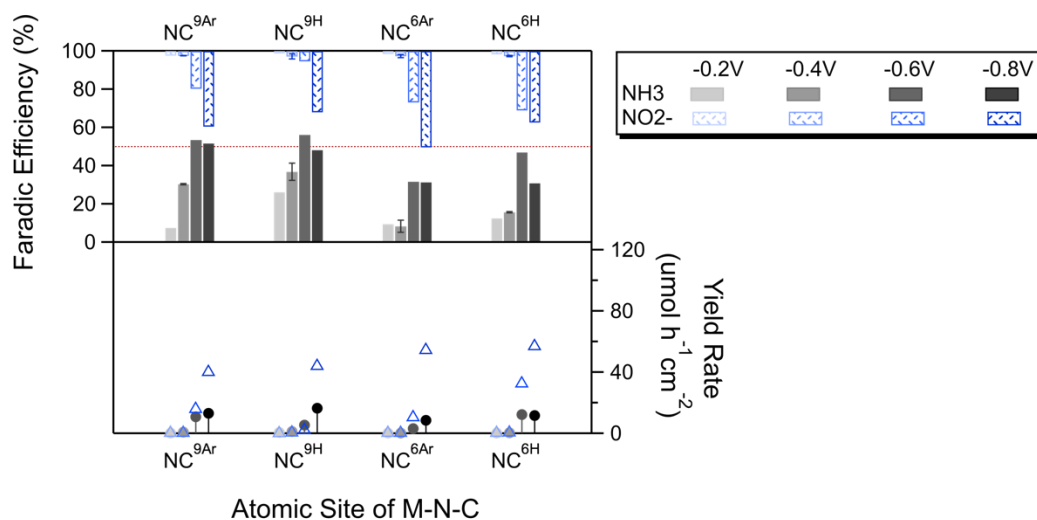 NC9Ar NC9H NC6Ar NC6H
Faradic Efficiency (%)
100
80
60
40
20
0
-0.2V -0.4V -0.6V -0.8V
NH3
NO2-
120
80
40
0
Yield Rate
(umol h-1 cm-2)
NC9Ar NC9H NC6Ar NC6H
Atomic Site of M-N-C